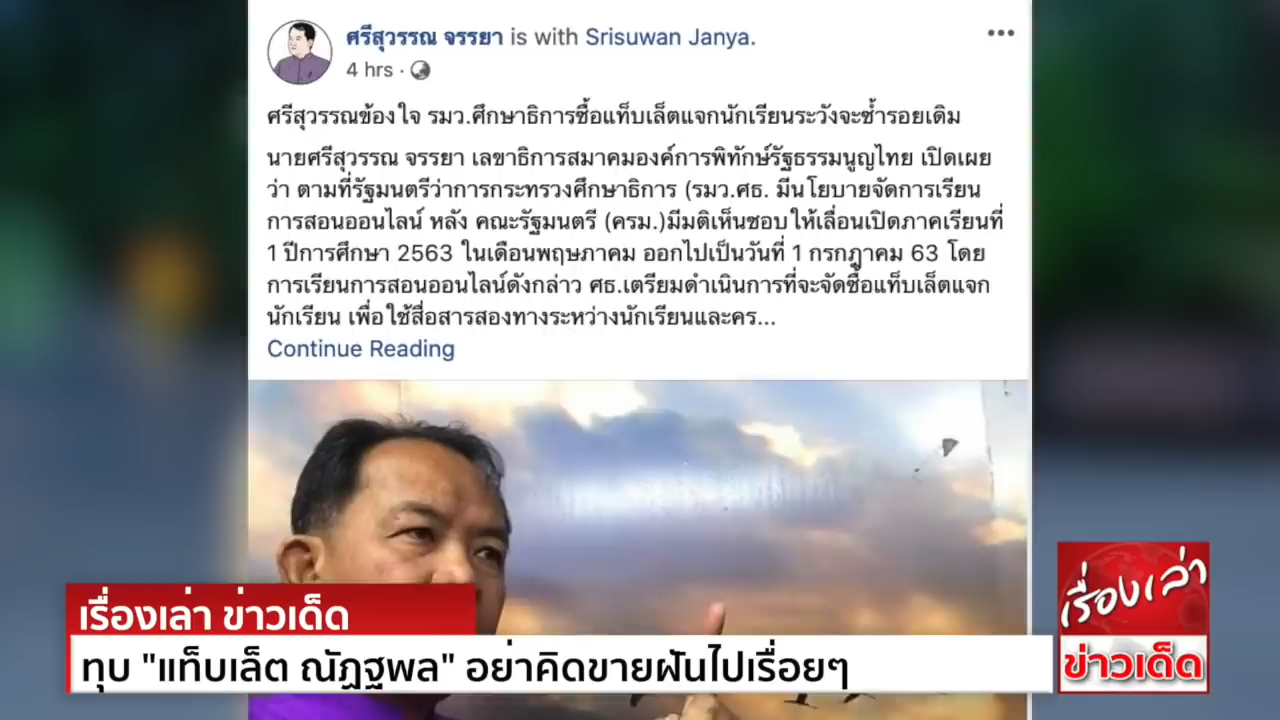 ศรีสุวรรณ จรรยา is with Srisuwan Janya.
4 hrs ·
ศรีสุวรรณข้องใจ รมว.ศึกษาธิการซื้อแท็บเล็ตแจกนักเรียนระวังจะซ้ำรอยเดิม
นายศรีสุวรรณ จรรยา เลขาธิการสมาคมองค์การพิทักษ์รัฐธรรมนูญไทย เปิดเผย
ว่า ตามที่รัฐมนตรีว่าการกระทรวงศึกษาธิการ (รมว.ศธ. มีนโยบายจัดการเรียน
การสอนออนไลน์ หลัง คณะรัฐมนตรี (ครม.)มีมติเห็นชอบให้เลื่อนเปิดภาคเรียนที่
1 ปีการศึกษา 2563 ในเดือนพฤษภาคม ออกไปเป็นวันที่ 1 กรกฎาคม 63 โดย
การเรียนการสอนออนไลน์ดังกล่าว ศธ.เตรียมดำเนินการที่จะจัดซื้อแท็บเล็ตแจก
นักเรียน เพื่อใช้สื่อสารสองทางระหว่างนักเรียนและคร...
Continue Reading
เรื่องเล่า ข่าวเด็ด
ทุบ "แท็บเล็ต ณัฏฐพล" อย่าคิดขายฝันไปเรื่อยๆ
เรื่องเล่า
ข่าวเด็ด